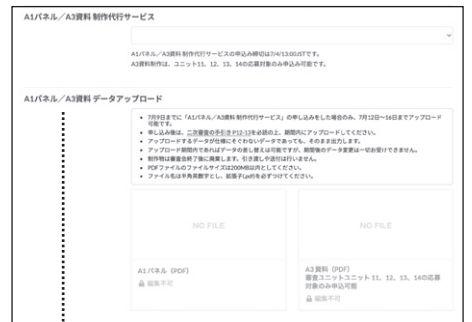 A1パネル／A3資料 制作代行サービス
A1パネル／A3資料制作代行サービスの申込み締切は7/4/13:00JSTです。
A3資料制作は、ユニット11、12、13、14の応募対象のみ申込み可能です。
A1パネル／A3資料 データアップロード
• 7月9日までに「A1パネル／A3資料 制作代行サービス」の申し込みをした場合のみ、7月12日〜16日までアップロード
可能です。
• 申し込み後は、二次審査の手引き P12-13を必読の上、期間内にアップロードしてください。
• アップロードするデータが仕様にそぐわないデータであっても、そのまま出力します。
• アップロード期間内であればデータの差し替えは可能ですが、期間後のデータ変更は一切お受けできません。
• 制作物は審査会終了後に廃棄します。引き渡しや送付は行いません。
• PDFファイルのファイルサイズは200MB以内としてください。
• ファイル名は半角英数字とし、拡張子(.pdf)を必ずつけてください。
NO FILE
NO FILE
A1 パネル（PDF）
編集不可
A3 資料（PDF）
審査ユニットユニット 11、12、13、14の応募
対象のみ申込可能
編集不可